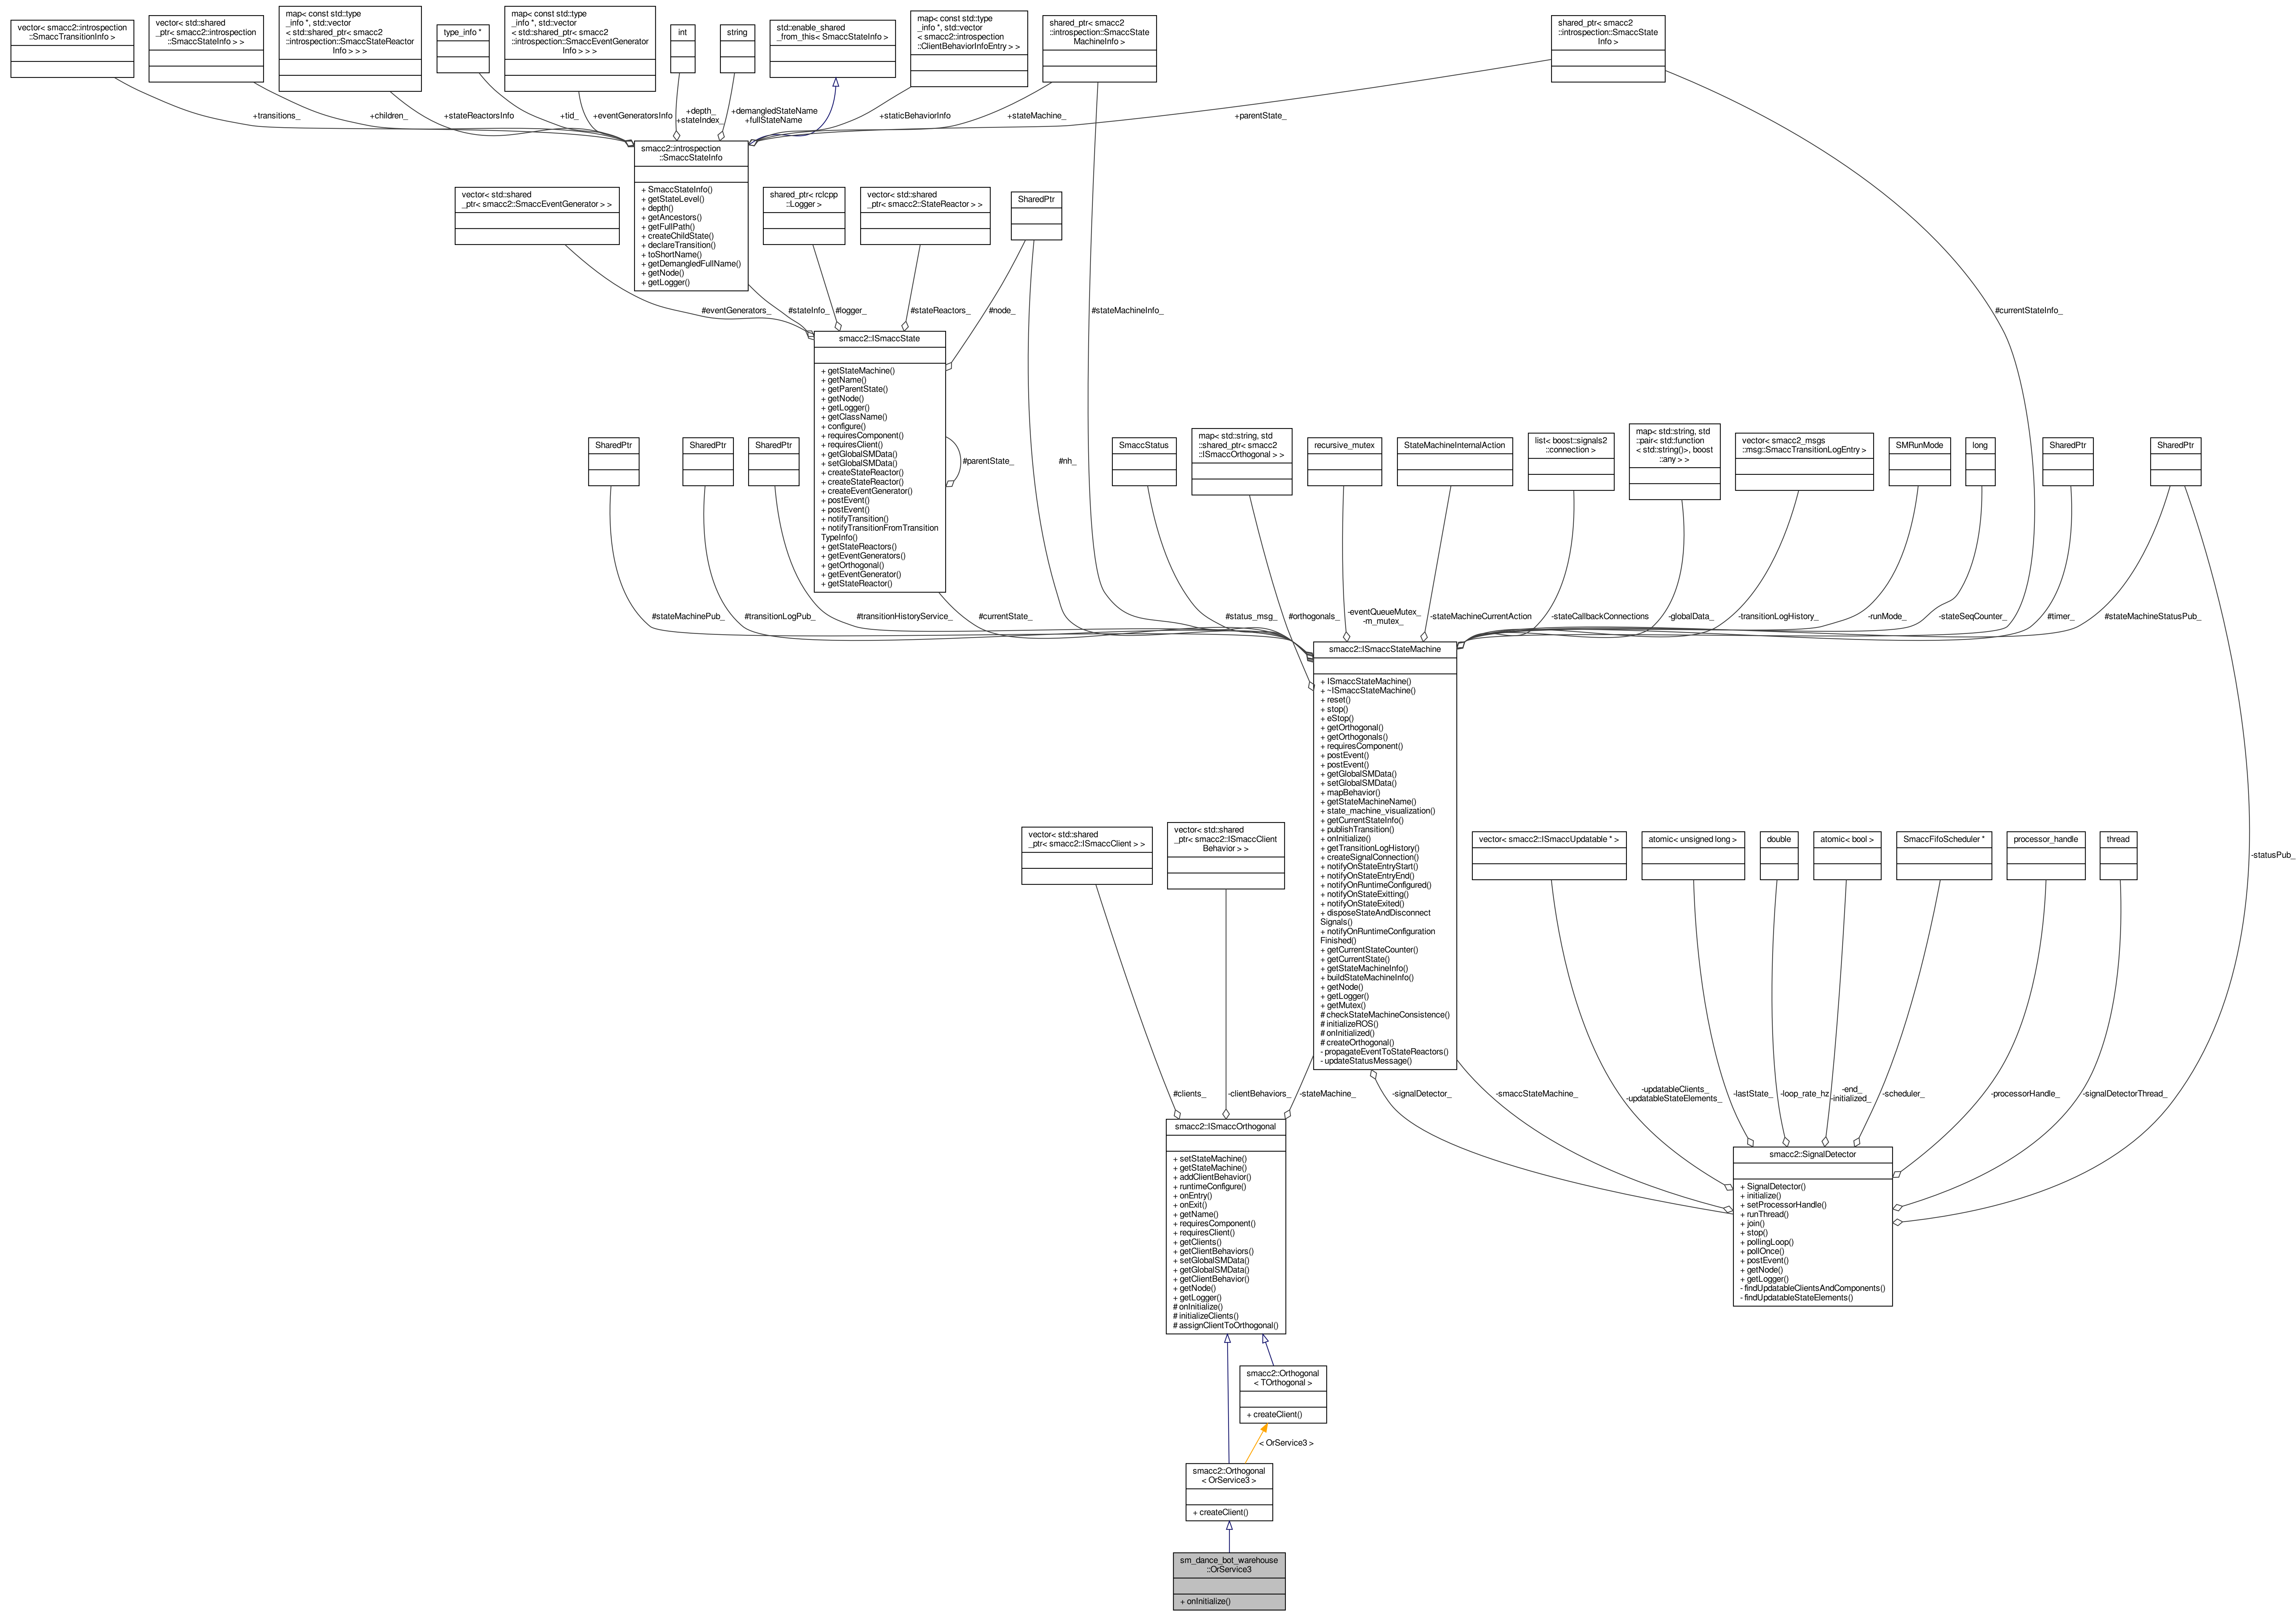 vector< smacc2::introspection
::SmaccTransitionInfo >
vector< std::shared
_ptr< smacc2::introspection
::SmaccStateInfo > >
map< const std::type
_info *, std::vector
< std::shared_ptr< smacc2
::introspection::SmaccStateReactor
Info > > >
type_info *
map< const std::type
_info *, std::vector
< std::shared_ptr< smacc2
::introspection::SmaccEventGenerator
Info > > >
int
string
std::enable_shared
_from_this< SmaccStateInfo >
map< const std::type
_info *, std::vector
< smacc2::introspection
::ClientBehaviorInfoEntry > >
shared_ptr< smacc2
::introspection::SmaccState
MachineInfo >
shared_ptr< smacc2
::introspection::SmaccState
Info >
+transitions_
+children_
+stateReactorsInfo
+tid_
+eventGeneratorsInfo
+depth_
+stateIndex_
+demangledStateName
+fullStateName
+staticBehaviorInfo
+stateMachine_
+parentState_
smacc2::introspection
::SmaccStateInfo
+ SmaccStateInfo()
+ getStateLevel()
+ depth()
+ getAncestors()
+ getFullPath()
+ createChildState()
+ declareTransition()
+ toShortName()
+ getDemangledFullName()
+ getNode()
+ getLogger()
vector< std::shared
_ptr< smacc2::SmaccEventGenerator > >
shared_ptr< rclcpp
::Logger >
vector< std::shared
_ptr< smacc2::StateReactor > >
SharedPtr
#eventGenerators_
#stateInfo_
#logger_
#stateReactors_
#node_
#stateMachineInfo_
#currentStateInfo_
smacc2::ISmaccState
+ getStateMachine()
+ getName()
+ getParentState()
+ getNode()
+ getLogger()
+ getClassName()
+ configure()
+ requiresComponent()
+ requiresClient()
+ getGlobalSMData()
+ setGlobalSMData()
+ createStateReactor()
+ createStateReactor()
+ createEventGenerator()
+ postEvent()
+ postEvent()
+ notifyTransition()
+ notifyTransitionFromTransition
TypeInfo()
+ getStateReactors()
+ getEventGenerators()
+ getOrthogonal()
+ getEventGenerator()
+ getStateReactor()
#parentState_
#nh_
SharedPtr
SharedPtr
SharedPtr
SmaccStatus
map< std::string, std
::shared_ptr< smacc2
::ISmaccOrthogonal > >
recursive_mutex
StateMachineInternalAction
list< boost::signals2
::connection >
map< std::string, std
::pair< std::function
< std::string()>, boost
::any > >
vector< smacc2_msgs
::msg::SmaccTransitionLogEntry >
SMRunMode
long
SharedPtr
SharedPtr
#stateMachinePub_
#transitionLogPub_
#transitionHistoryService_
#currentState_
#status_msg_
#orthogonals_
-eventQueueMutex_
-m_mutex_
-stateMachineCurrentAction
-stateCallbackConnections
-globalData_
-transitionLogHistory_
-runMode_
-stateSeqCounter_
#timer_
#stateMachineStatusPub_
smacc2::ISmaccStateMachine
+ ISmaccStateMachine()
+ ~ISmaccStateMachine()
+ reset()
+ stop()
+ eStop()
+ getOrthogonal()
+ getOrthogonals()
+ requiresComponent()
+ postEvent()
+ postEvent()
+ getGlobalSMData()
+ setGlobalSMData()
+ mapBehavior()
+ getStateMachineName()
+ state_machine_visualization()
+ getCurrentStateInfo()
+ publishTransition()
+ onInitialize()
+ getTransitionLogHistory()
+ createSignalConnection()
+ notifyOnStateEntryStart()
+ notifyOnStateEntryEnd()
+ notifyOnRuntimeConfigured()
+ notifyOnStateExitting()
+ notifyOnStateExited()
+ disposeStateAndDisconnect
Signals()
+ notifyOnRuntimeConfiguration
Finished()
+ getCurrentStateCounter()
+ getCurrentState()
+ getStateMachineInfo()
+ buildStateMachineInfo()
+ getNode()
+ getLogger()
+ getMutex()
# checkStateMachineConsistence()
# initializeROS()
# onInitialized()
# createOrthogonal()
- propagateEventToStateReactors()
- updateStatusMessage()
vector< std::shared
_ptr< smacc2::ISmaccClient > >
vector< std::shared
_ptr< smacc2::ISmaccClient
Behavior > >
vector< smacc2::ISmaccUpdatable * >
atomic< unsigned long >
double
atomic< bool >
SmaccFifoScheduler *
processor_handle
thread
-statusPub_
#clients_
-clientBehaviors_
-stateMachine_
-signalDetector_
-smaccStateMachine_
-updatableClients_
-updatableStateElements_
-lastState_
-loop_rate_hz
-end_
-initialized_
-scheduler_
-processorHandle_
-signalDetectorThread_
smacc2::ISmaccOrthogonal
+ setStateMachine()
+ getStateMachine()
+ addClientBehavior()
+ runtimeConfigure()
+ onEntry()
+ onExit()
+ getName()
+ requiresComponent()
+ requiresClient()
+ getClients()
+ getClientBehaviors()
+ setGlobalSMData()
+ getGlobalSMData()
+ getClientBehavior()
+ getNode()
+ getLogger()
# onInitialize()
# initializeClients()
# assignClientToOrthogonal()
smacc2::SignalDetector
+ SignalDetector()
+ initialize()
+ setProcessorHandle()
+ runThread()
+ join()
+ stop()
+ pollingLoop()
+ pollOnce()
+ postEvent()
+ getNode()
+ getLogger()
- findUpdatableClientsAndComponents()
- findUpdatableStateElements()
smacc2::Orthogonal
< TOrthogonal >
+ createClient()
< OrService3 >
smacc2::Orthogonal
< OrService3 >
+ createClient()
sm_dance_bot_warehouse
::OrService3
+ onInitialize()